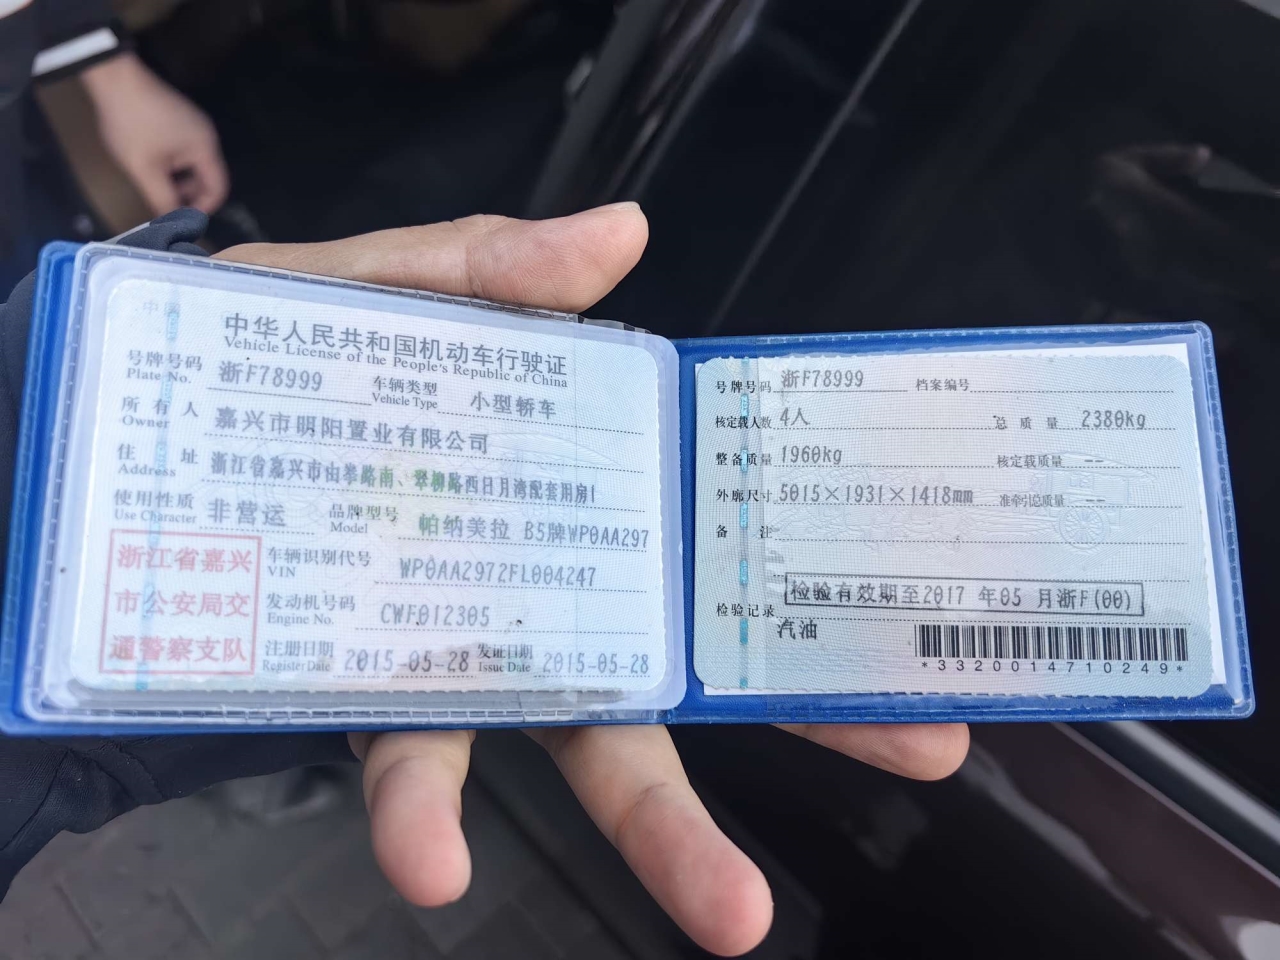 中华人民共和国机动车行驶证
Vehicle License of the People's Republic of China
号牌号码 浙F78999 车辆类型 小型轿车
Plate No. Vehicle Type
所有人 嘉兴市明阳置业有限公司
Owner
住址 浙江省嘉兴市由拳路南、翠柳路西日月湾配套用房1
Address
使用性质 非营运 品牌型号 帕纳美拉 B5牌WP0AA297
Use Character Model
浙江省嘉兴
市公安局交
通警察支队
车辆识别代号 WP0AA2972FL004247
VIN
发动机号码 CWF012305
Engine No.
注册日期 2015-05-28 发证日期 2015-05-28
Register Date Issue Date
号牌号码 浙F78999 档案编号
核定载人数 4人 总质量 2380kg
整备质量 1960kg 核定载质量 --
外廓尺寸 5015×1931×1418mm 准牵引总质量 --
备注
检验记录 检验有效期至2017 年05 月浙F(00)
汽油
*3320014710249*